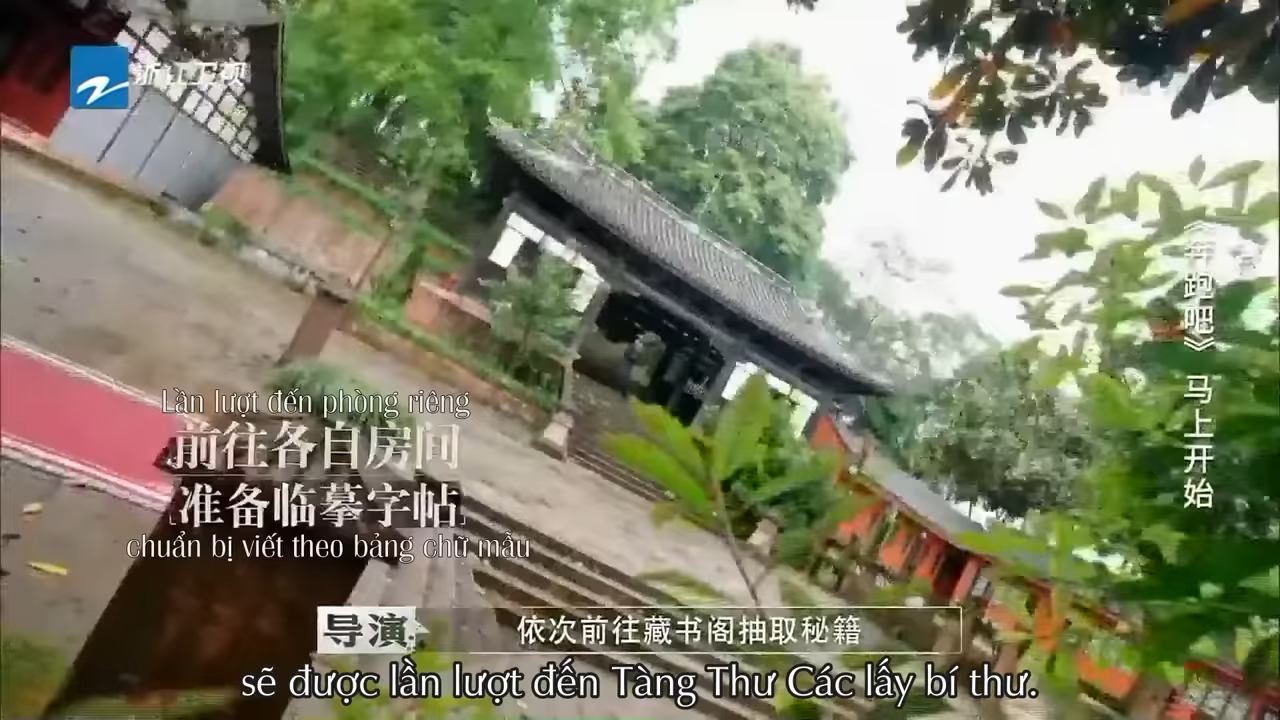 浙江卫视
《奔跑吧》 马上开始
Lần lượt đến phòng riêng
前往各自房间
准备临摹字帖
chuẩn bị viết theo bảng chữ mẫu
导演 依次前往藏书阁抽取秘籍
sẽ được lần lượt đến Tàng Thư Các lấy bí thư.